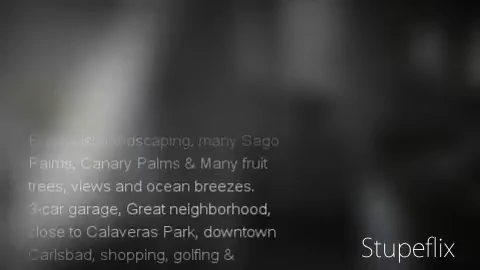 landscaping, many Sago
Palms, Canary Palms & Many fruit
trees, views and ocean breezes.
3-car garage, Great neighborhood,
close to Calaveras Park, downtown
Carlsbad, shopping, golfing &
Stupeflix